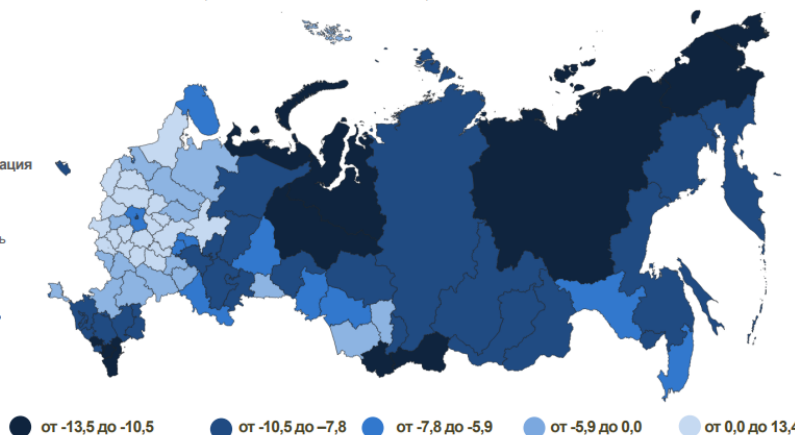 ация
ь
от -13,5 до -10,5
от -10,5 до –7,8
от -7,8 до -5,9
от -5,9 до 0,0
от 0,0 до 13,4